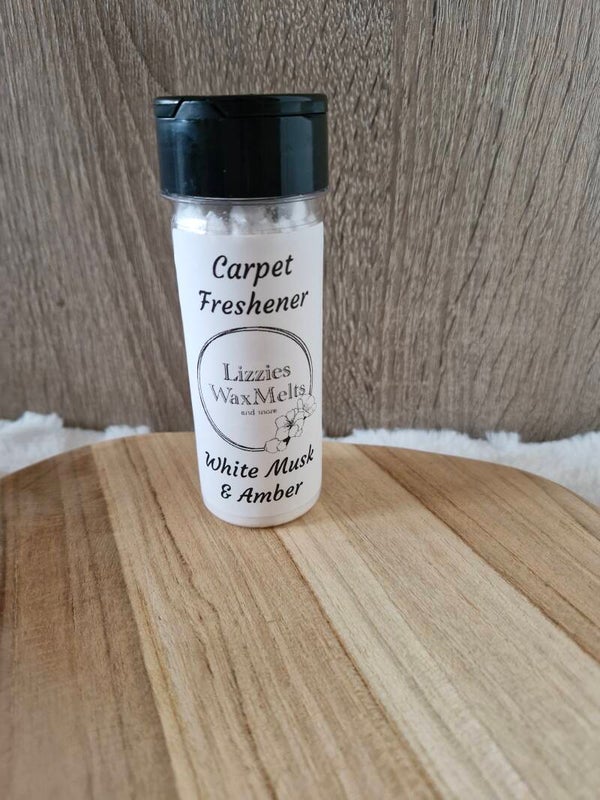 Carpet
Freshener
Lizzies
WaxMelts
and more
White Musk
& Amber